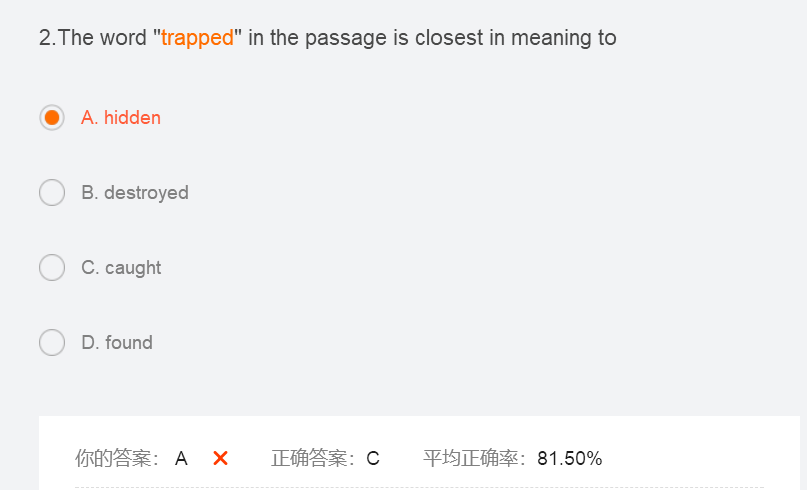 2.The word "trapped" in the passage is closest in meaning to
A. hidden
B. destroyed
C. caught
D. found
你的答案： A ✕ 正确答案：C 平均正确率：81.50%